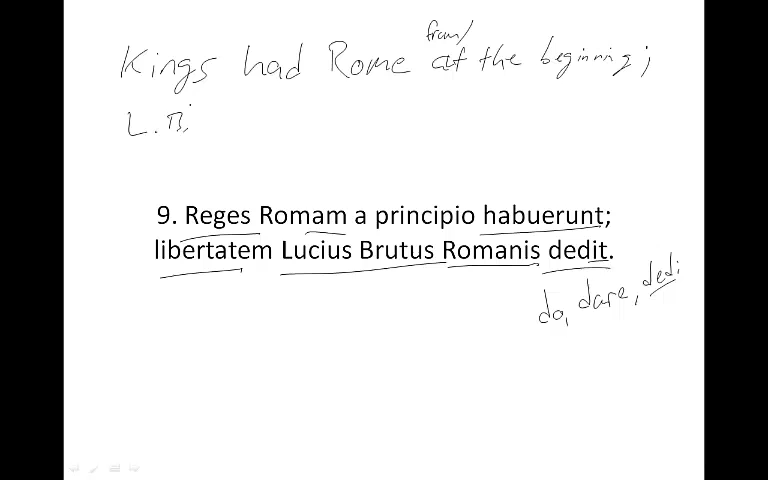 from/
Kings had Rome at the beginning;
L. B.
9. Reges Romam a principio habuerunt;
libertatem Lucius Brutus Romanis dedit.
do, dare, dedi